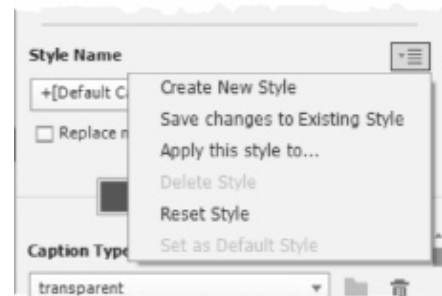 Style Name
+[Default Ca
Replace
Create New Style
Save changes to Existing Style
Apply this style to...
Delete Style
Reset Style
Set as Default Style
Caption Type
transparent